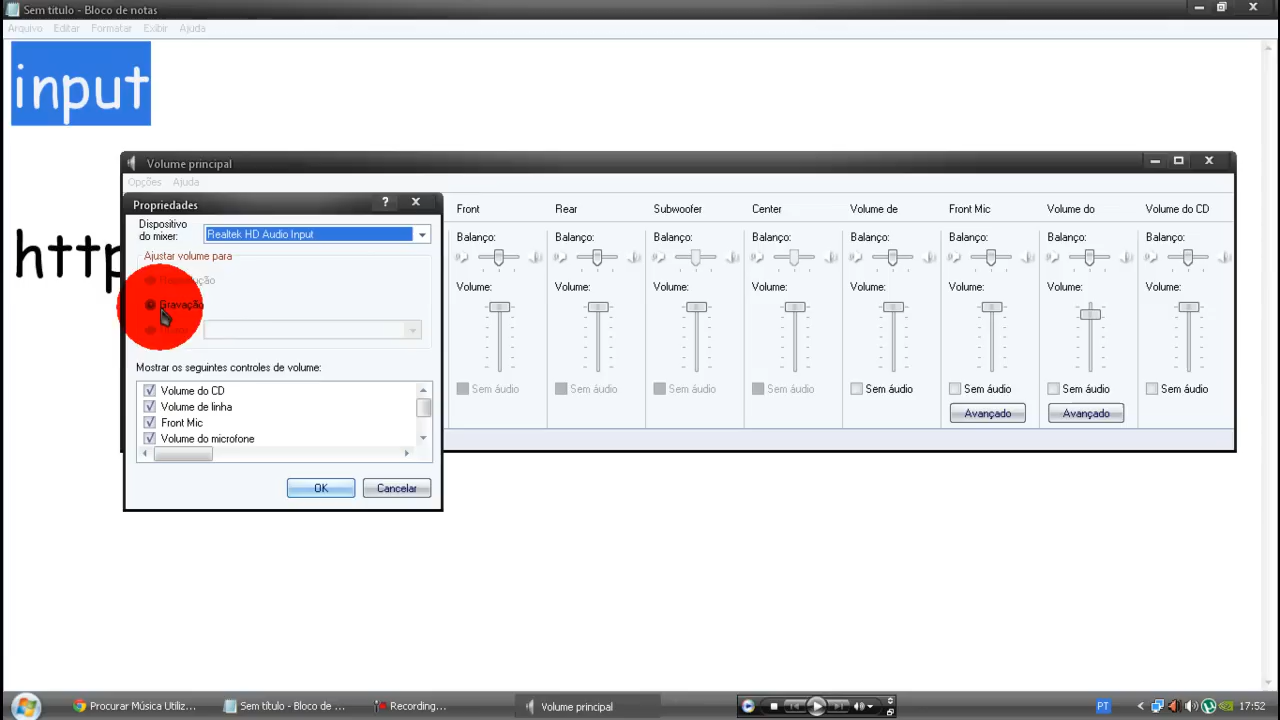 Sem título - Bloco de notas
Arquivo Editar Formatar Exibir Ajuda
input
http
Volume principal
Opções Ajuda
Propriedades
?
Dispositivo do mixer:
Realtek HD Audio Input
Ajustar volume para
Gravação
Mostrar os seguintes controles de volume:
Volume do CD
Volume de linha
Front Mic
Volume do microfone
OK Cancelar
Front Rear Subwoofer Center Volume de Front Mic Volume do Volume do CD
Balanço: Balanço: Balanço: Balanço: Balanço: Balanço: Balanço: Balanço:
Volume: Volume: Volume: Volume: Volume: Volume: Volume: Volume:
Sem áudio Sem áudio Sem áudio Sem áudio Sem áudio Sem áudio Sem áudio Sem áudio
Avançado Avançado
Procurar Música Utiliz... Sem título - Bloco de ... Recording... Volume principal PT 17:52